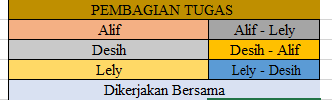 PEMBAGIAN TUGAS
Alif Alif - Lely
Desih Desih - Alif
Lely Lely - Desih
Dikerjakan Bersama